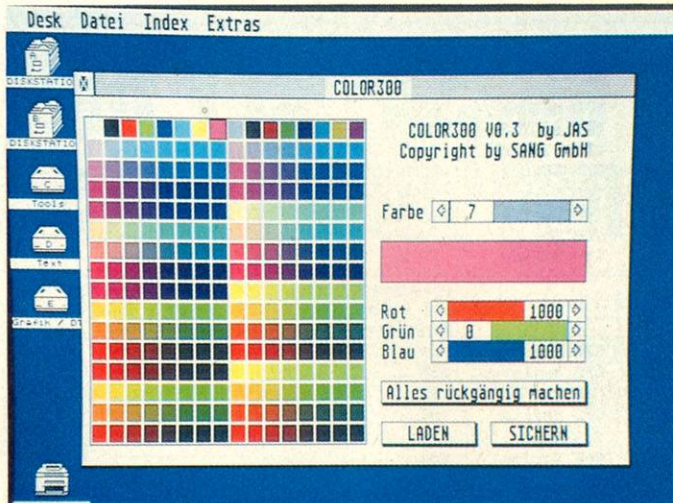 Desk Datei Index Extras
DISKSTATIO
COLOR300
DISKSTATIO
COLOR300 V0.3 by JAS
Copyright by SANG GmbH
C
Tools
Farbe 7
D
Text
E
Grafik / DT
Rot 1000
Grün 0
Blau 1000
Alles rückgängig machen
LADEN SICHERN